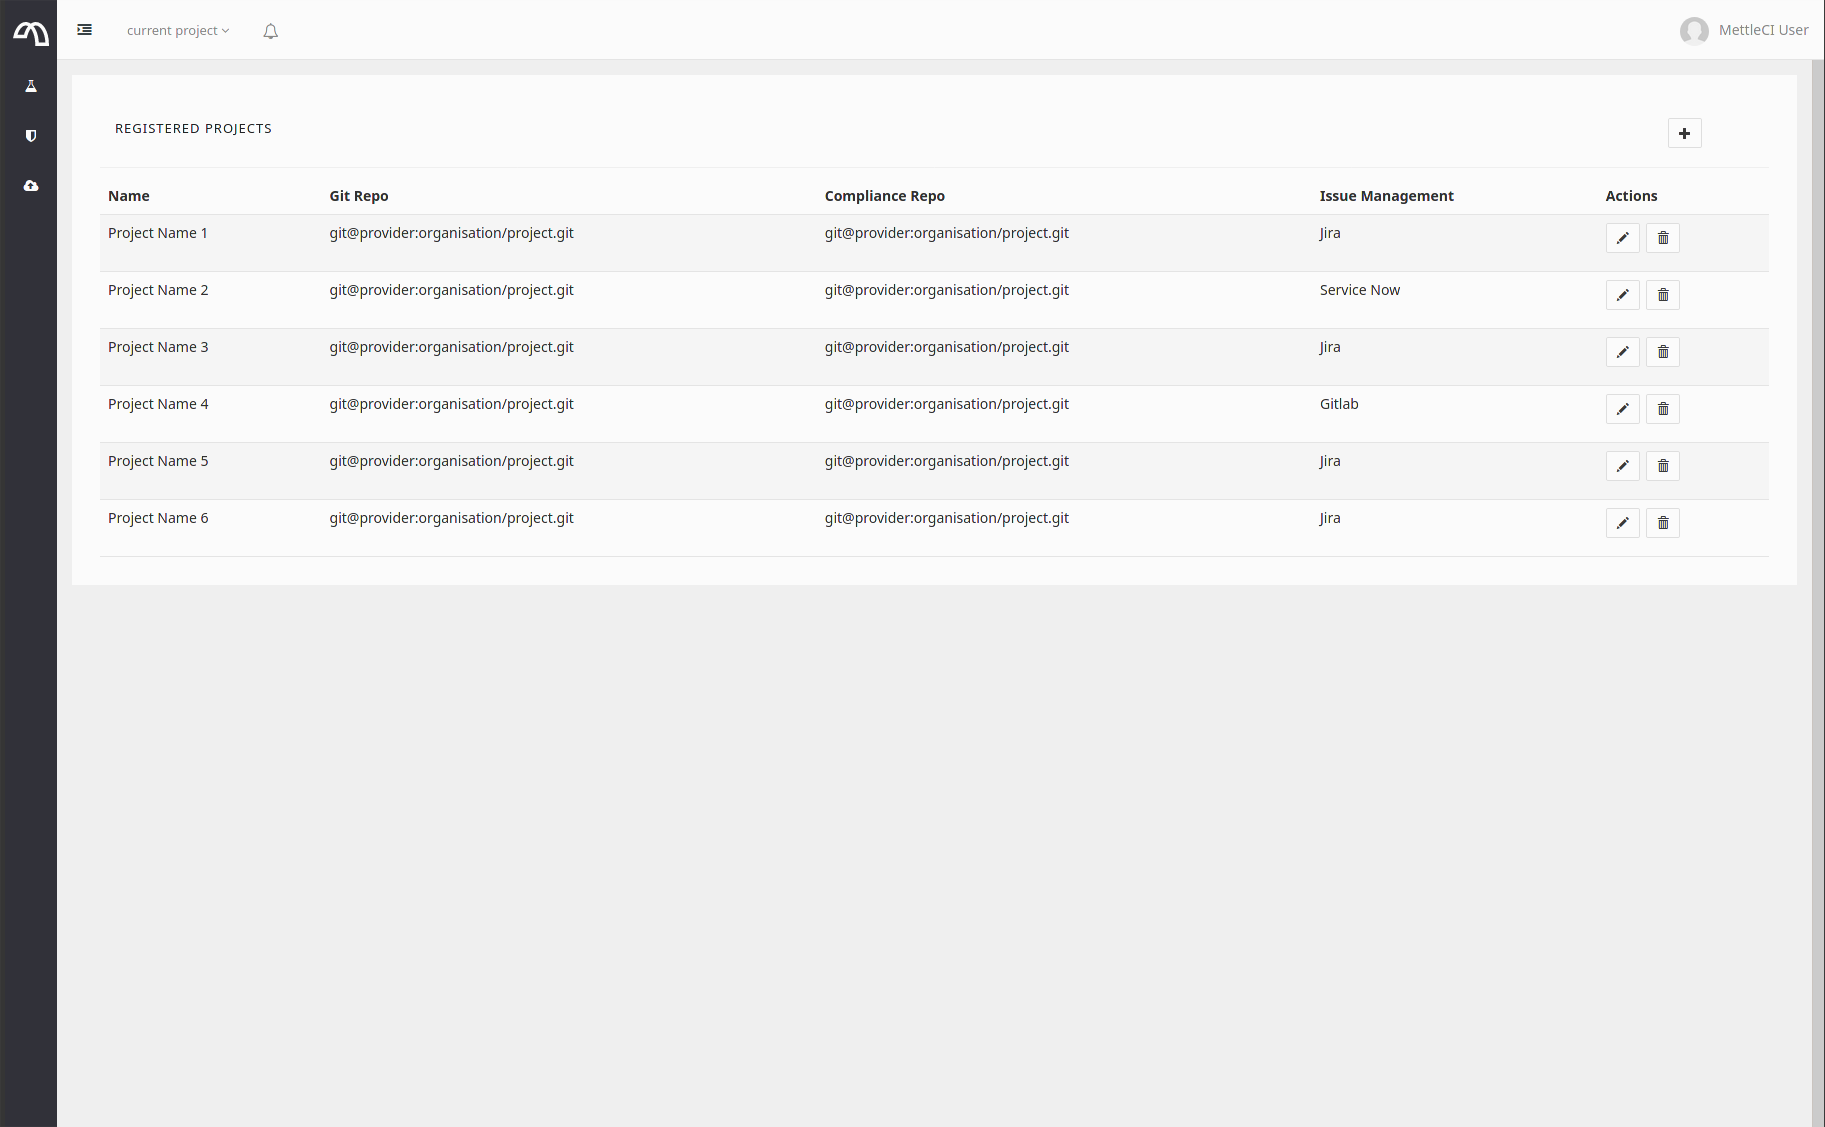 current project
MettleCI User
REGISTERED PROJECTS
Name Git Repo Compliance Repo Issue Management Actions
Project Name 1 git@provider:organisation/project.git git@provider:organisation/project.git Jira
Project Name 2 git@provider:organisation/project.git git@provider:organisation/project.git Service Now
Project Name 3 git@provider:organisation/project.git git@provider:organisation/project.git Jira
Project Name 4 git@provider:organisation/project.git git@provider:organisation/project.git Gitlab
Project Name 5 git@provider:organisation/project.git git@provider:organisation/project.git Jira
Project Name 6 git@provider:organisation/project.git git@provider:organisation/project.git Jira